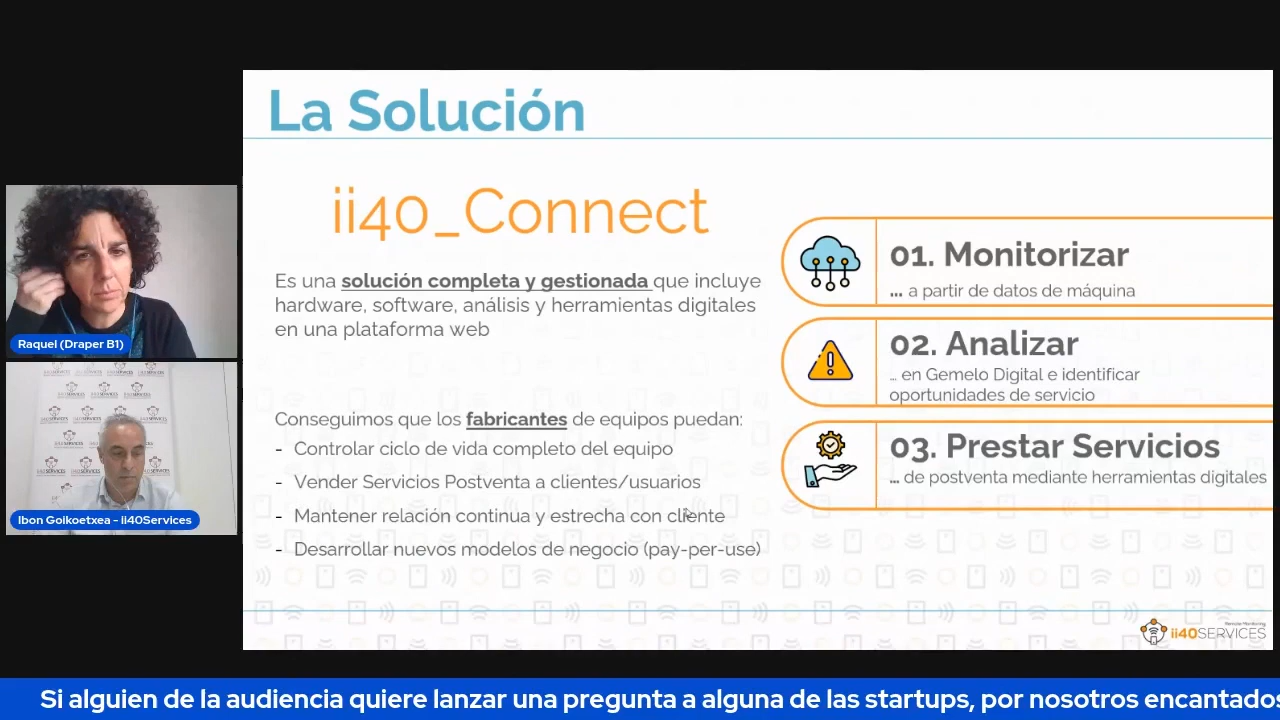 La Solución
ii40_Connect
Es una solución completa y gestionada que incluye
hardware, software, análisis y herramientas digitales
en una plataforma web
Conseguimos que los fabricantes de equipos puedan:
- Controlar ciclo de vida completo del equipo
- Vender Servicios Postventa a clientes/usuarios
- Mantener relación continua y estrecha con cliente
- Desarrollar nuevos modelos de negocio (pay-per-use)
01. Monitorizar
... a partir de datos de máquina
02. Analizar
... en Gemelo Digital e identificar
oportunidades de servicio
03. Prestar Servicios
... de postventa mediante herramientas digitales
Remote Monitoring
ii40SERVICES
Raquel (Draper B1)
Ibon Goikoetxea - ii40Services
Si alguien de la audiencia quiere lanzar una pregunta a alguna de las startups, por nosotros encantados